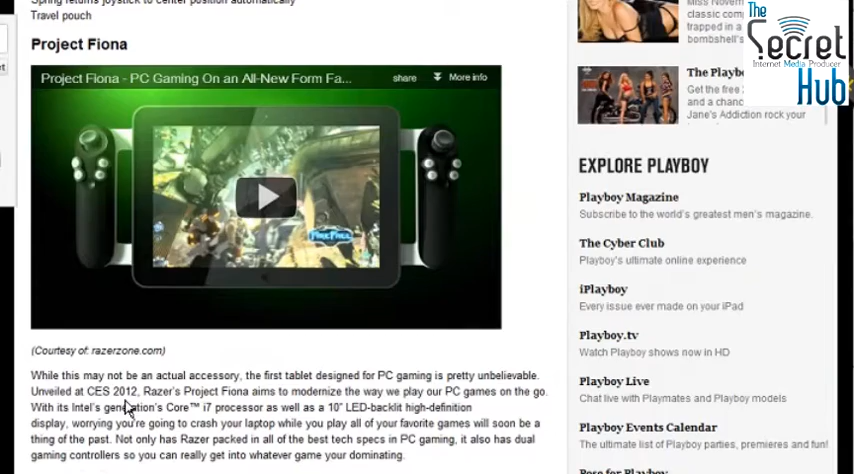 Spring returns joystick to center position automatically
Travel pouch
Project Fiona
Project Fiona - PC Gaming On an All-New Form Fa...
share
More info
(Courtesy of: razerzone.com)
While this may not be an actual accessory, the first tablet designed for PC gaming is pretty unbelievable.
Unveiled at CES 2012, Razer's Project Fiona aims to modernize the way we play our PC games on the go.
With its Intel's generation's Core™ i7 processor as well as a 10" LED-backlit high-definition
display, worrying you're going to crash your laptop while you play all of your favorite games will soon be a
thing of the past. Not only has Razer packed in all of the best tech specs in PC gaming, it also has dual
gaming controllers so you can really get into whatever game your dominating.
Miss Novem
classic com
trapped in a
bombshell's
The Playbo
Get the free
and a chanc
Jane's Addiction rock your
The
Secret
Internet Media Producer
Hub
EXPLORE PLAYBOY
Playboy Magazine
Subscribe to the world's greatest men's magazine.
The Cyber Club
Playboy's ultimate online experience
iPlayboy
Every issue ever made on your iPad
Playboy.tv
Watch Playboy shows now in HD
Playboy Live
Chat live with Playmates and Playboy models
Playboy Events Calendar
The ultimate list of Playboy parties, premieres and fun!
Pose for Playboy